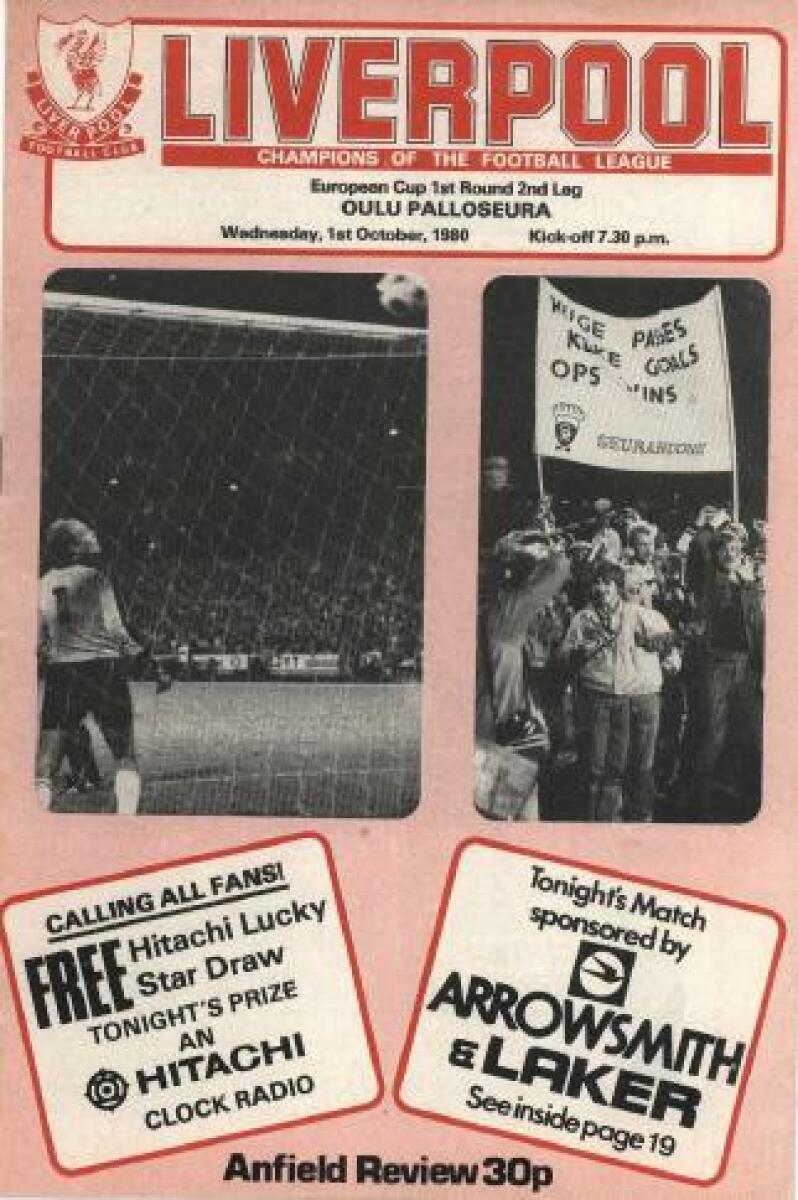 LIVERPOOL
FOOTBALL CLUB
LIVERPOOL
CHAMPIONS OF THE FOOTBALL LEAGUE
European Cup 1st Round 2nd Leg
OULU PALLOSEURA
Wednesday, 1st October, 1980 Kick-off 7.30 p.m.
PASES
GOALS
OPS WINS
CALLING ALL FANS!
FREE Hitachi Lucky
Star Draw
TONIGHT'S PRIZE
AN
HITACHI
CLOCK RADIO
Tonight's Match
sponsored by
ARROWSMITH
& LAKER
See inside page 19
Anfield Review 30p